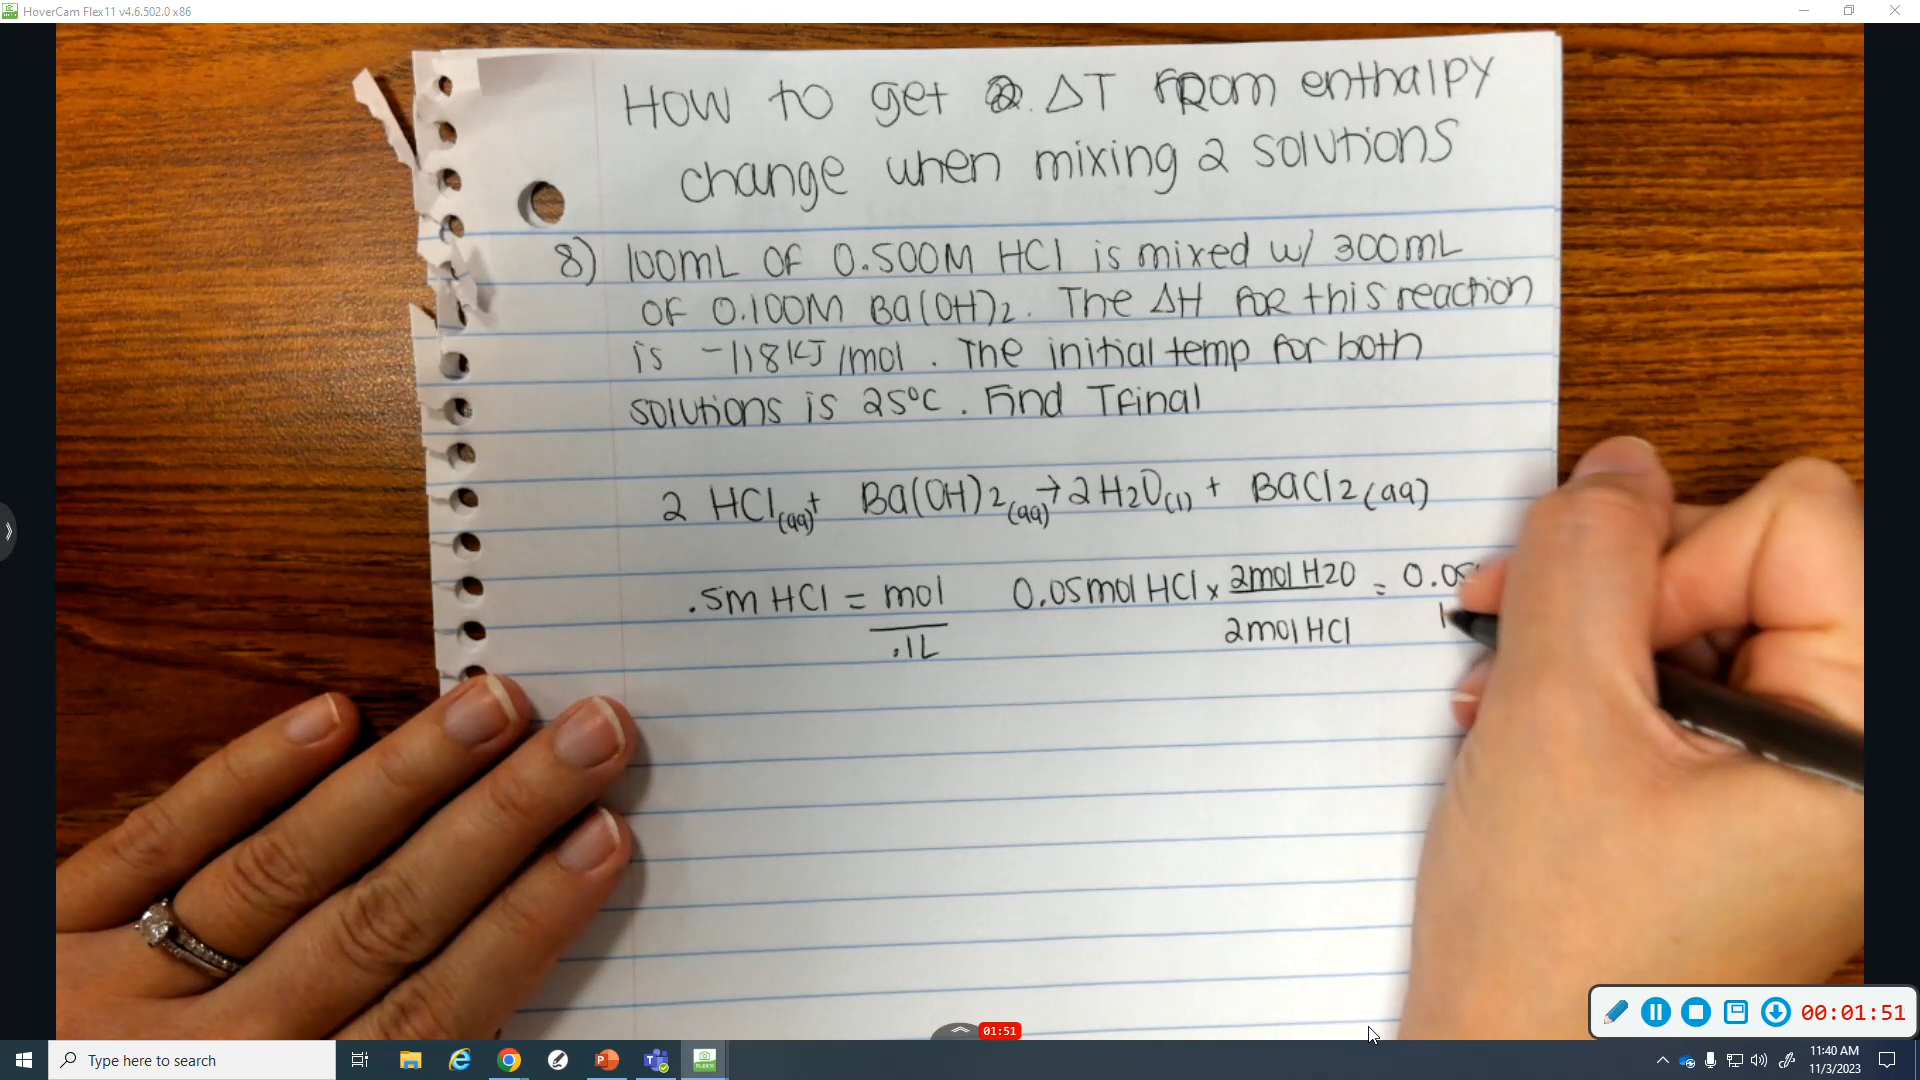 HoverCam Flex11 v4.6.502.0 x86
How to get ΔT from enthalpy
change when mixing 2 solutions
8) 100mL of 0.500M HCl is mixed w/ 300mL
of 0.100M Ba(OH)2. The ΔH for this reaction
is -118 kJ/mol. The initial temp for both
solutions is 25°C. Find Tfinal
2 HCl(aq) + Ba(OH)2(aq) → 2H2O(l) + BaCl2(aq)
.5M HCl = mol 0.05mol HCl x 2mol H2O = 0.05
.1L 2mol HCl
01:51
00:01:51
Type here to search
11:40 AM
11/3/2023